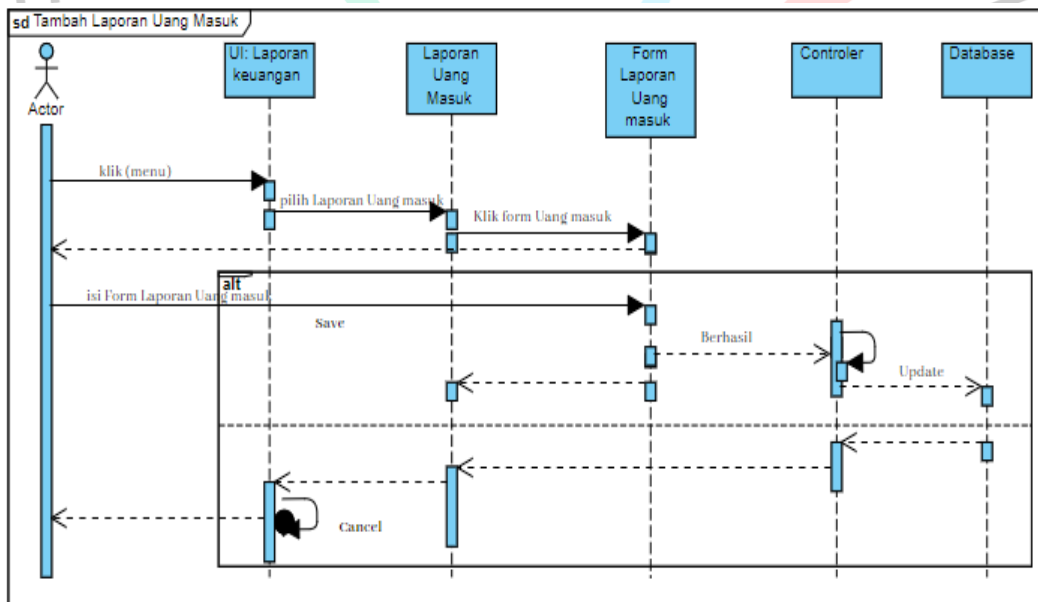 sd Tambah Laporan Uang Masuk
Actor
UI: Laporan
keuangan
Laporan
Uang
Masuk
Form
Laporan
Uang
masuk
Controler
Database
klik (menu)
pilih Laporan Uang masuk
Klik form Uang masuk
alt
isi Form Laporan Uang masuk
Save
Berhasil
Update
Cancel